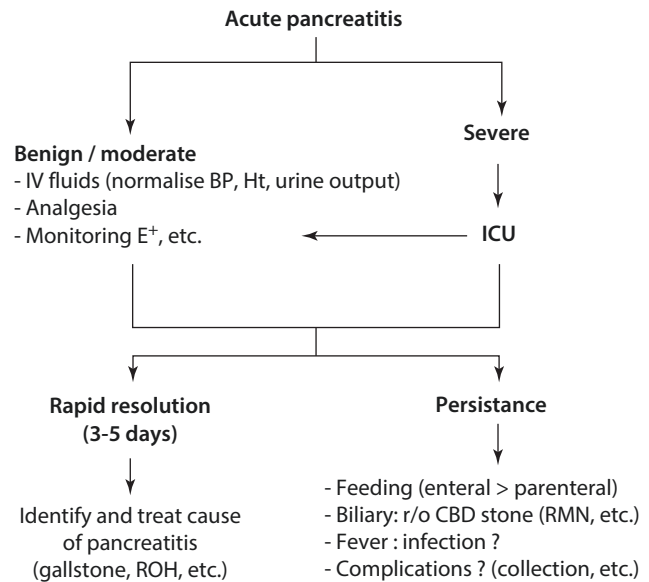 Acute pancreatitis
Benign / moderate
- IV fluids (normalise BP, Ht, urine output)
- Analgesia
- Monitoring E⁺, etc.
Severe
ICU
Rapid resolution
(3-5 days)
Identify and treat cause
of pancreatitis
(gallstone, ROH, etc.)
Persistance
- Feeding (enteral > parenteral)
- Biliary: r/o CBD stone (RMN, etc.)
- Fever : infection ?
- Complications ? (collection, etc.)